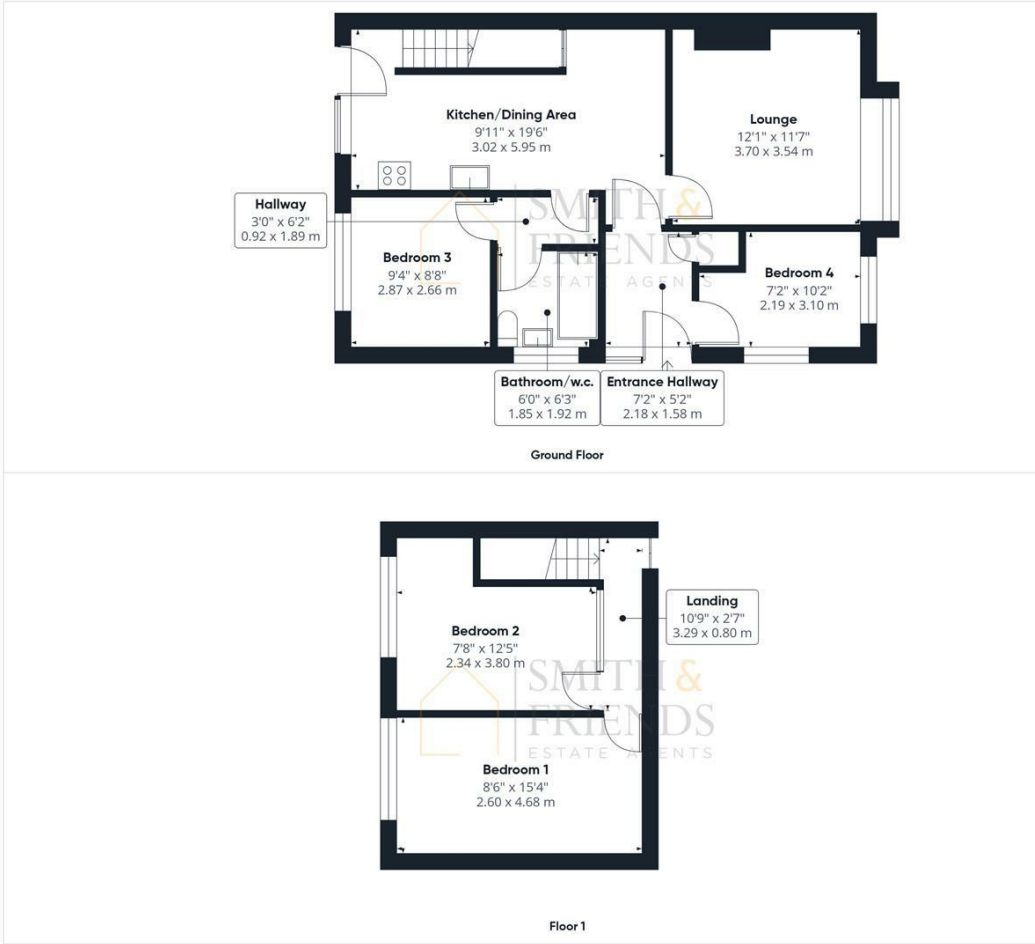 Kitchen/Dining Area
9'11" x 19'6"
3.02 x 5.95 m
Lounge
12'1" x 11'7"
3.70 x 3.54 m
Hallway
3'0" x 6'2"
0.92 x 1.89 m
Bedroom 3
9'4" x 8'8"
2.87 x 2.66 m
Bedroom 4
7'2" x 10'2"
2.19 x 3.10 m
Bathroom/w.c.
6'0" x 6'3"
1.85 x 1.92 m
Entrance Hallway
7'2" x 5'2"
2.18 x 1.58 m
SMITH &
FRIENDS
ESTATE AGENTS
Ground Floor
Landing
10'9" x 2'7"
3.29 x 0.80 m
Bedroom 2
7'8" x 12'5"
2.34 x 3.80 m
SMITH &
FRIENDS
ESTATE AGENTS
Bedroom 1
8'6" x 15'4"
2.60 x 4.68 m
Floor 1